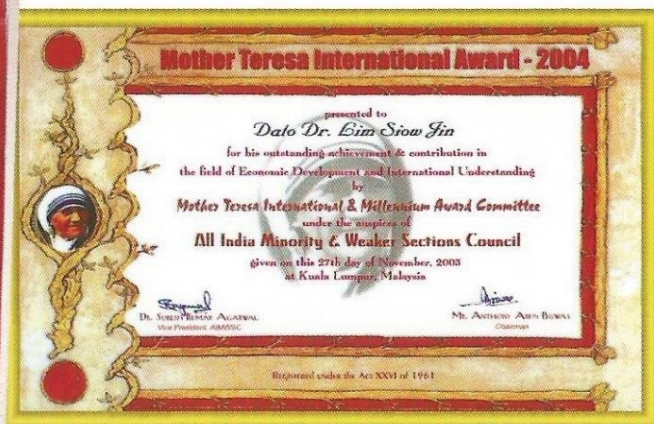 Mother Teresa International Award - 2004
presented to
Dato Dr. Lim Siow Jin
for his outstanding achievement & contribution in
the field of Economic Development and International Understanding
by
Mother Teresa International & Millennium Award Committee
under the auspices of
All India Minority & Weaker Sections Council
given on this 27th day of November, 2003
at Kuala Lumpur, Malaysia
DR. SURESH KUMAR AGARWAL
Vice President AIMWSC
MR. ANTHONY ARUN BISWAS
Chairman
Registered under the Act XXVI of 1961